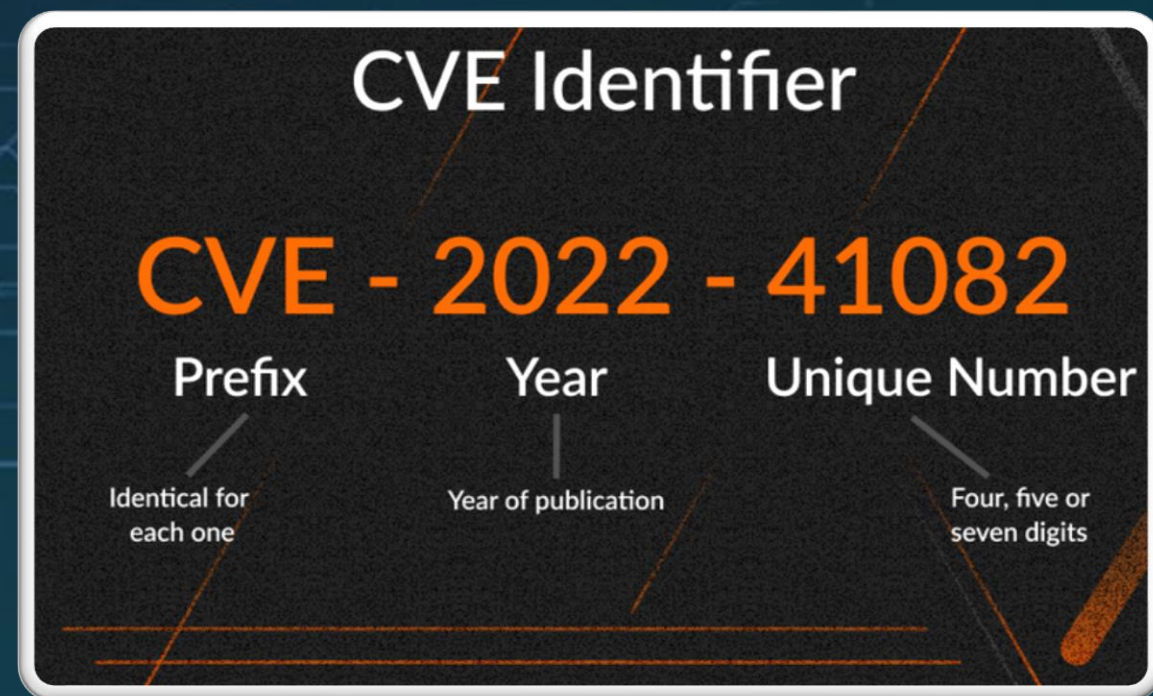 CVE Identifier
CVE - 2022 - 41082
Prefix Year Unique Number
Identical for
each one
Year of publication
Four, five or
seven digits